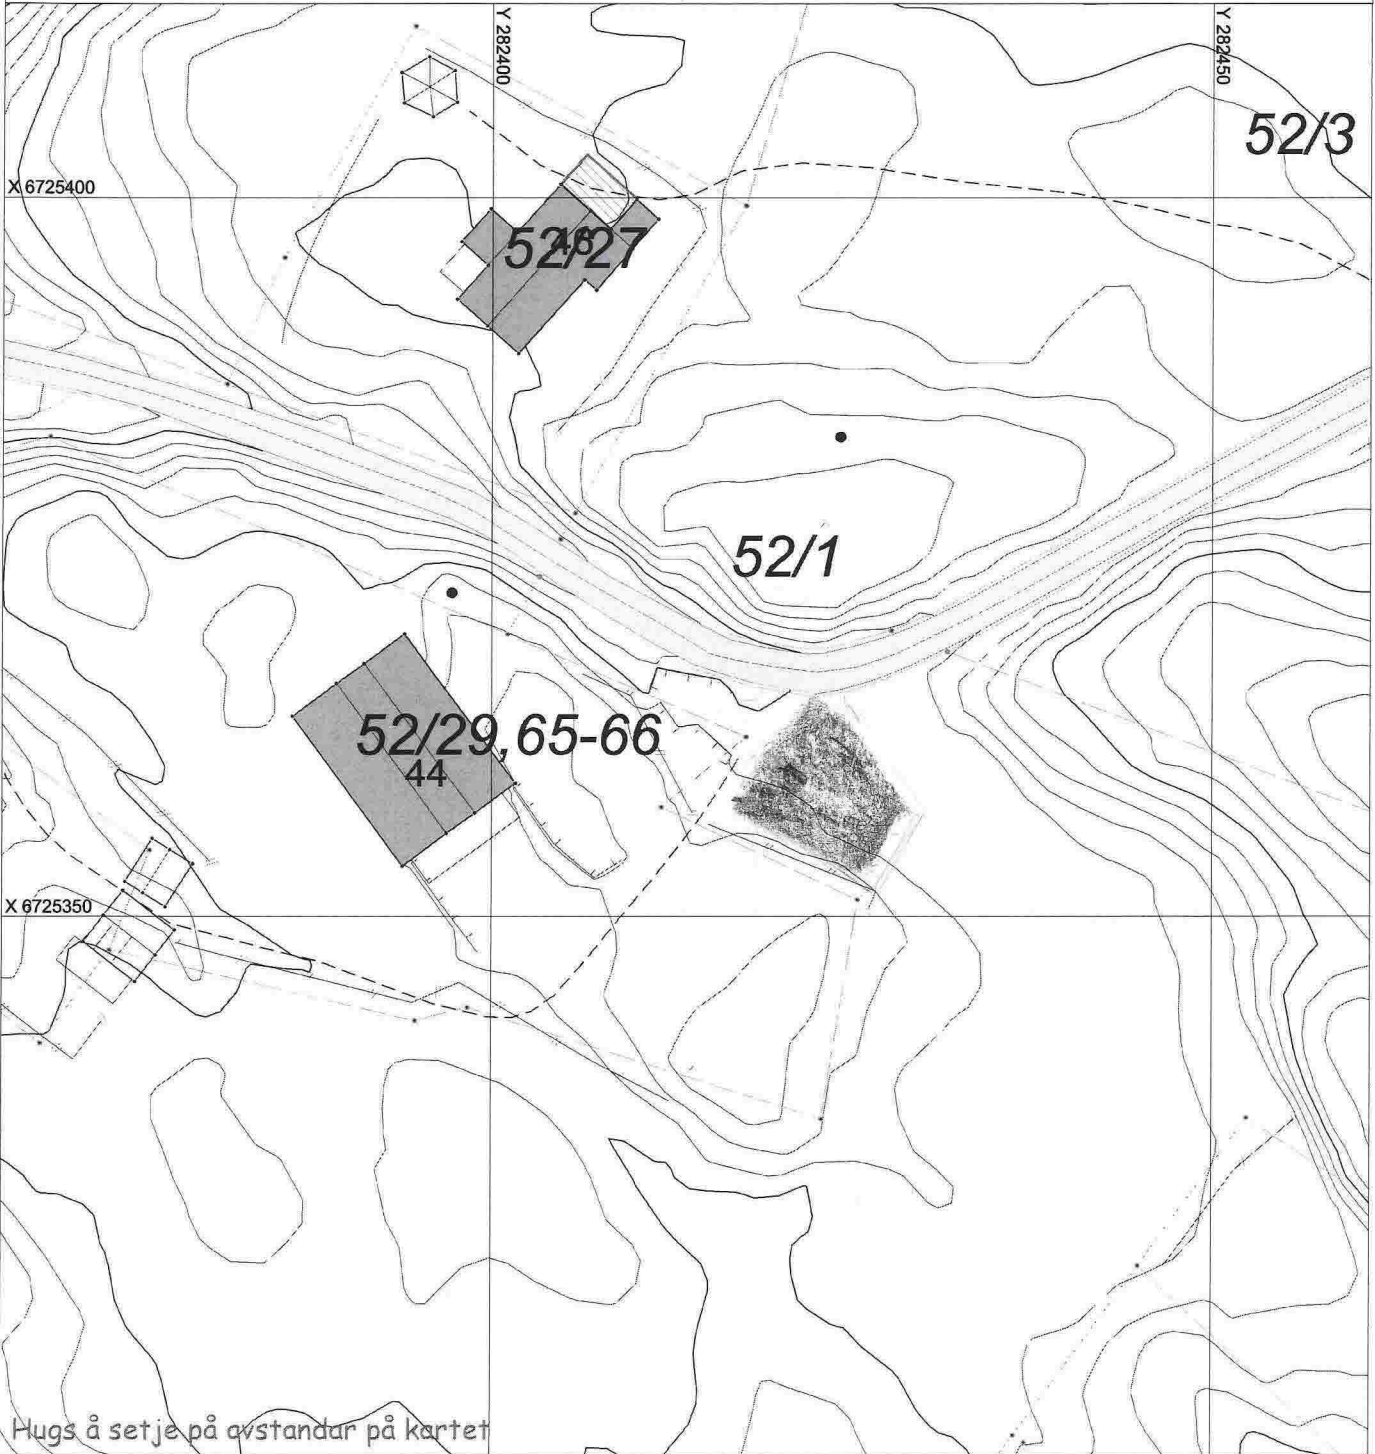 Y 282400
Y 282450
52/3
X 6725400
52/27
46
52/1
52/29,65-66
44
X 6725350
Hugs å setje på avstandar på kartet